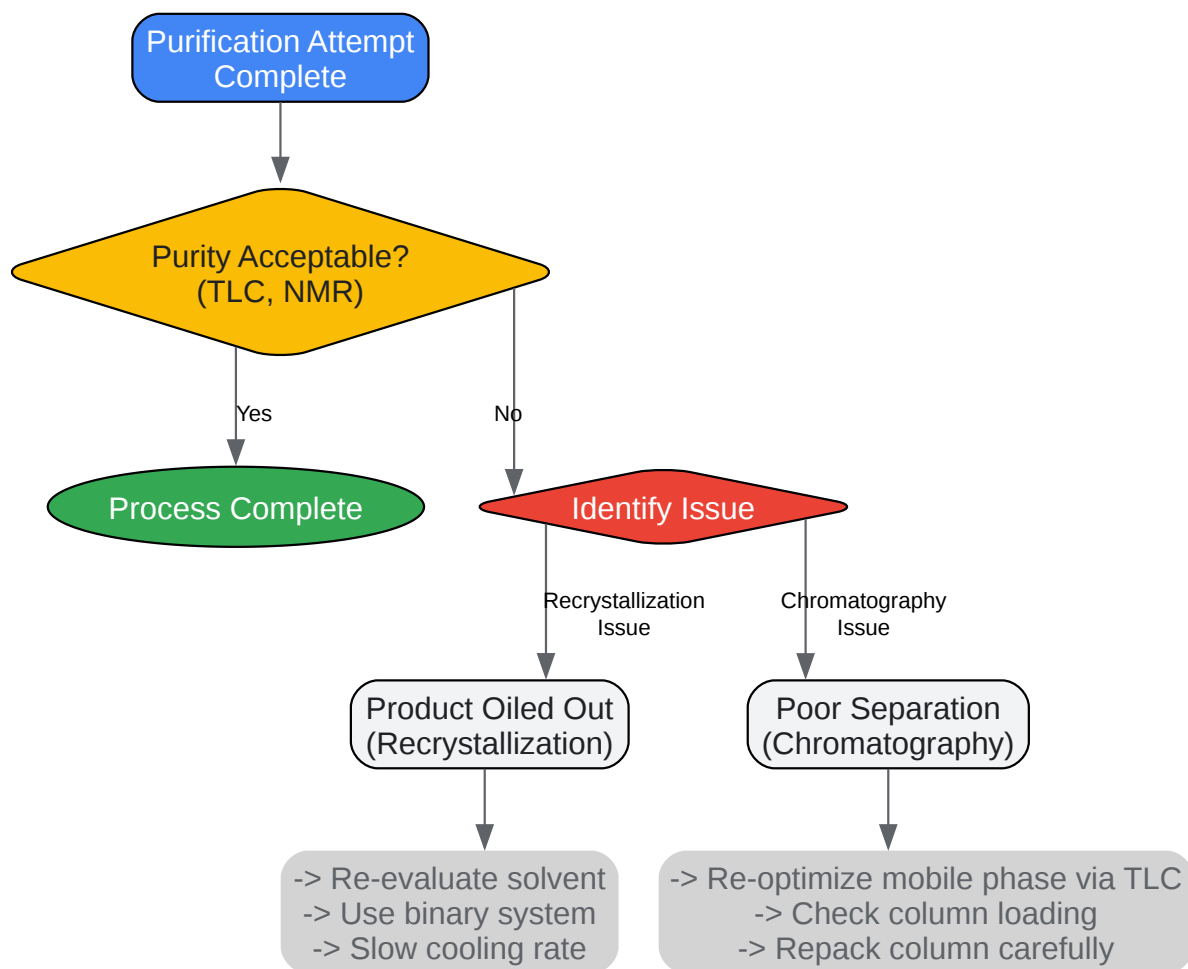 Purification Attempt
Complete
Purity Acceptable?
(TLC, NMR)
Yes
No
Process Complete
Identify Issue
Recrystallization
Issue
Chromatography
Issue
Product Oiled Out
(Recrystallization)
Poor Separation
(Chromatography)
-> Re-evaluate solvent
-> Use binary system
-> Slow cooling rate
-> Re-optimize mobile phase via TLC
-> Check column loading
-> Repack column carefully